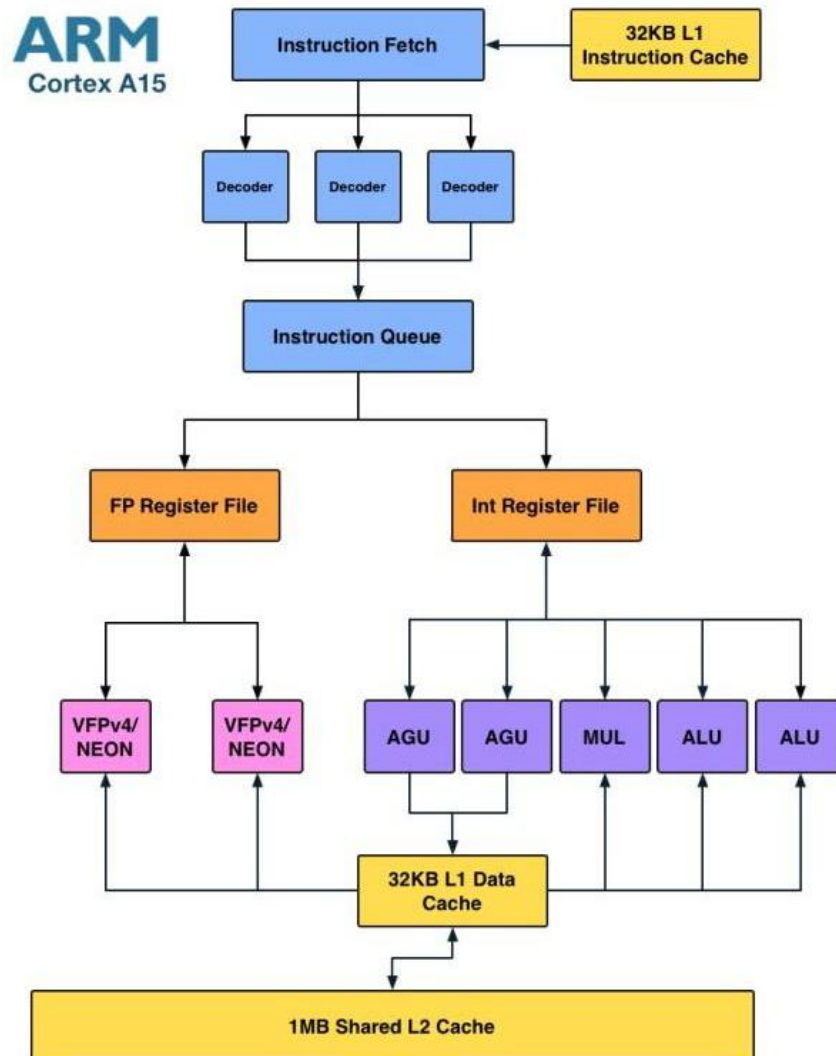 ARM
Cortex A15
Instruction Fetch
32KB L1
Instruction Cache
Decoder
Decoder
Decoder
Instruction Queue
FP Register File
Int Register File
VFPv4/
NEON
VFPv4/
NEON
AGU
AGU
MUL
ALU
ALU
32KB L1 Data
Cache
1MB Shared L2 Cache